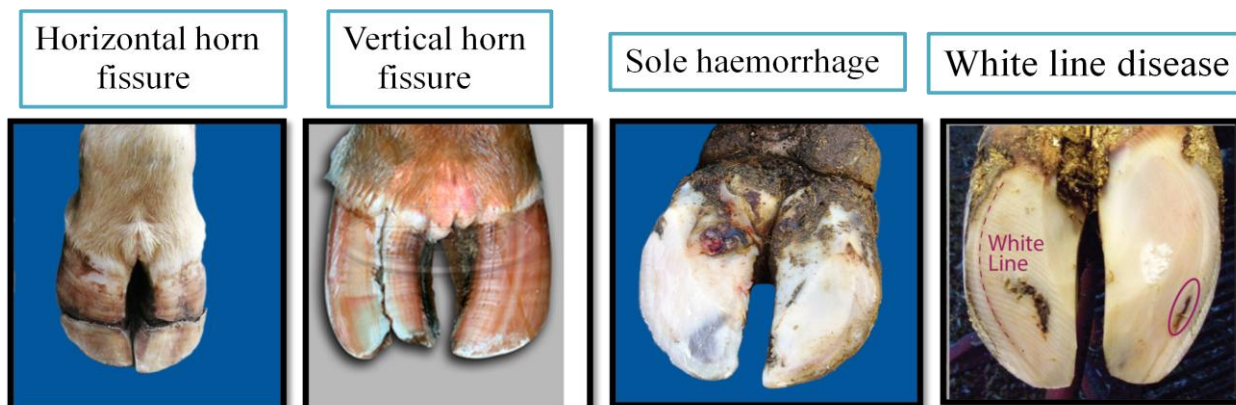 Horizontal horn
fissure
Vertical horn
fissure
Sole haemorrhage
White line disease
White
Line